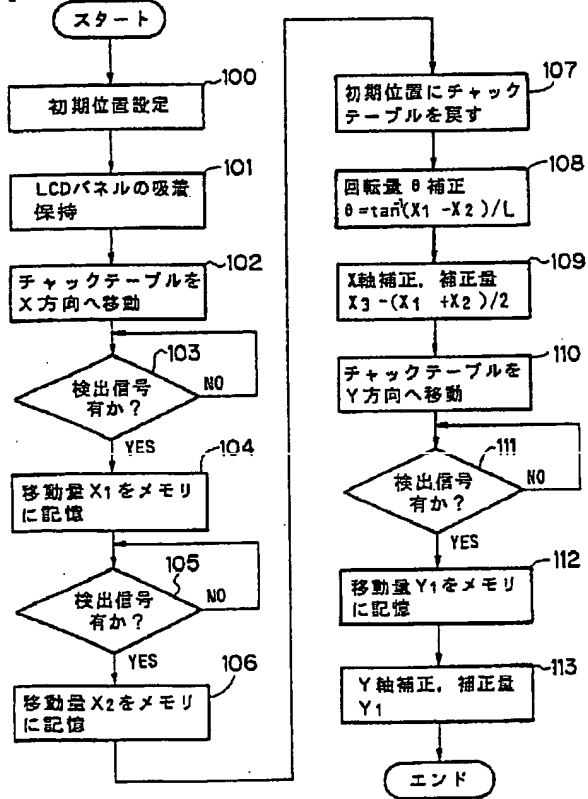 スタート
100
初期位置設定
101
LCDパネルの吸着
保持
102
チャックテーブルを
X方向へ移動
103
検出信号
有か?
NO
YES
104
移動量X1をメモリ
に記憶
105
検出信号
有か?
NO
YES
106
移動量X2をメモリ
に記憶
107
初期位置にチャック
テーブルを戻す
108
回転量θ補正
θ=tan⁻¹(X1 -X2)/L
109
X軸補正,補正量
X3-(X1 +X2)/2
110
チャックテーブルを
Y方向へ移動
111
検出信号
有か?
NO
YES
112
移動量Y1をメモリ
に記憶
113
Y軸補正,補正量
Y1
エンド